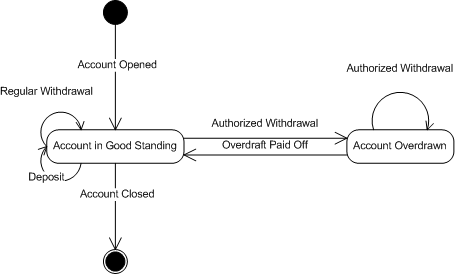 Account Opened
Authorized Withdrawal
Regular Withdrawal
Authorized Withdrawal
Account in Good Standing
Overdraft Paid Off
Account Overdrawn
Deposit
Account Closed